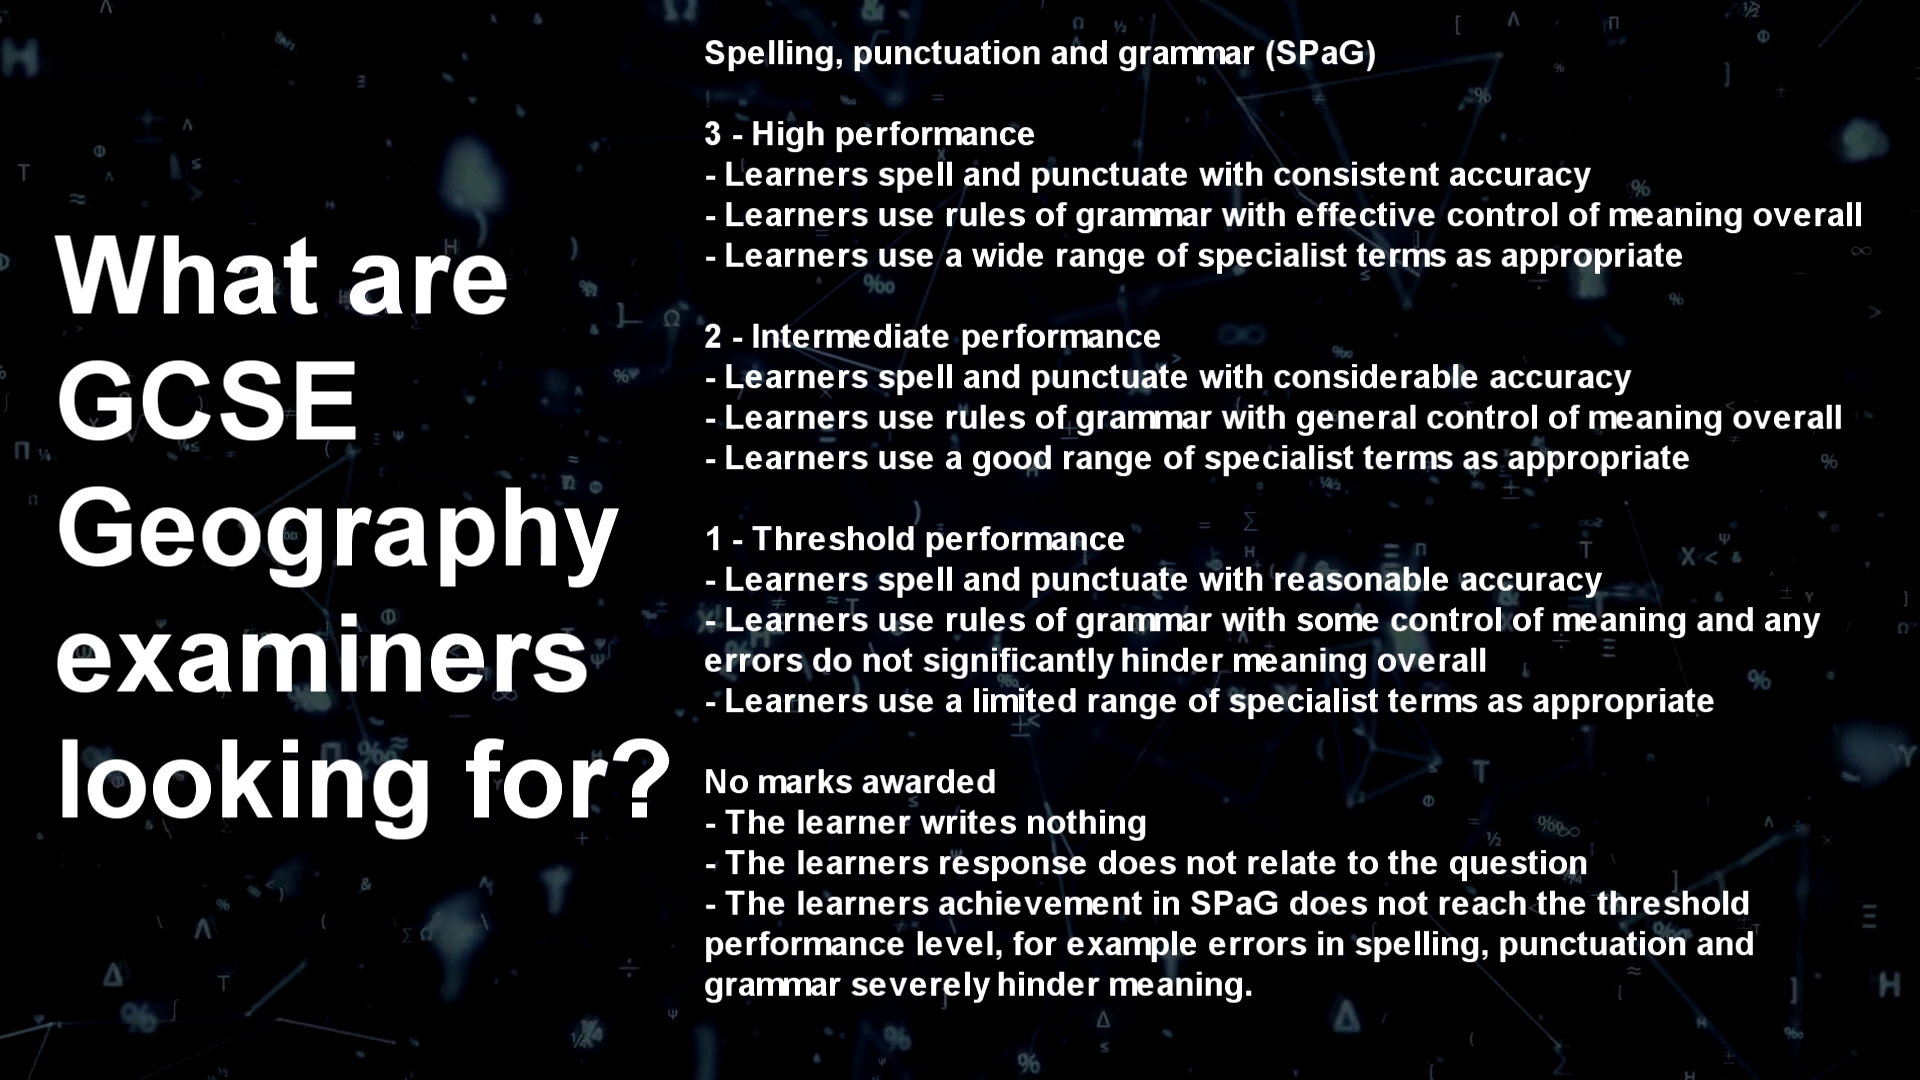 What are
GCSE
Geography
examiners
looking for?
Spelling, punctuation and grammar (SPaG)
3 - High performance
- Learners spell and punctuate with consistent accuracy
- Learners use rules of grammar with effective control of meaning overall
- Learners use a wide range of specialist terms as appropriate
2 - Intermediate performance
- Learners spell and punctuate with considerable accuracy
- Learners use rules of grammar with general control of meaning overall
- Learners use a good range of specialist terms as appropriate
1 - Threshold performance
- Learners spell and punctuate with reasonable accuracy
- Learners use rules of grammar with some control of meaning and any
errors do not significantly hinder meaning overall
- Learners use a limited range of specialist terms as appropriate
No marks awarded
- The learner writes nothing
- The learners response does not relate to the question
- The learners achievement in SPaG does not reach the threshold
performance level, for example errors in spelling, punctuation and
grammar severely hinder meaning.